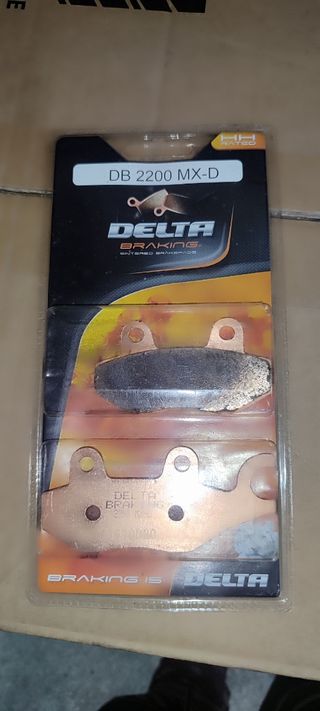 HH
RATED
DB 2200 MX-D
DELTA
BRAKING
SINTERED BRAKEPADS
DELTA
BRAKING
BRAKING IS DELTA